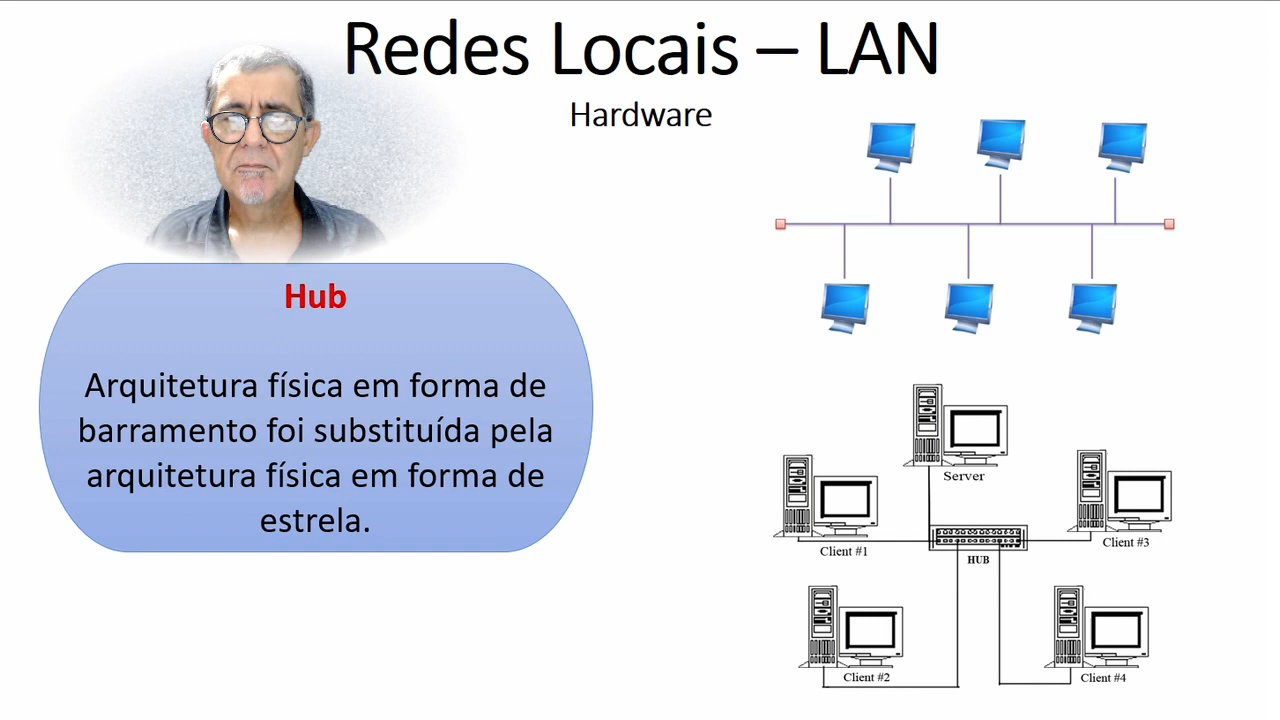 Redes Locais – LAN
Hardware
Hub
Arquitetura física em forma de
barramento foi substituída pela
arquitetura física em forma de
estrela.
Server
Client #1
Client #3
HUB
Client #2
Client #4